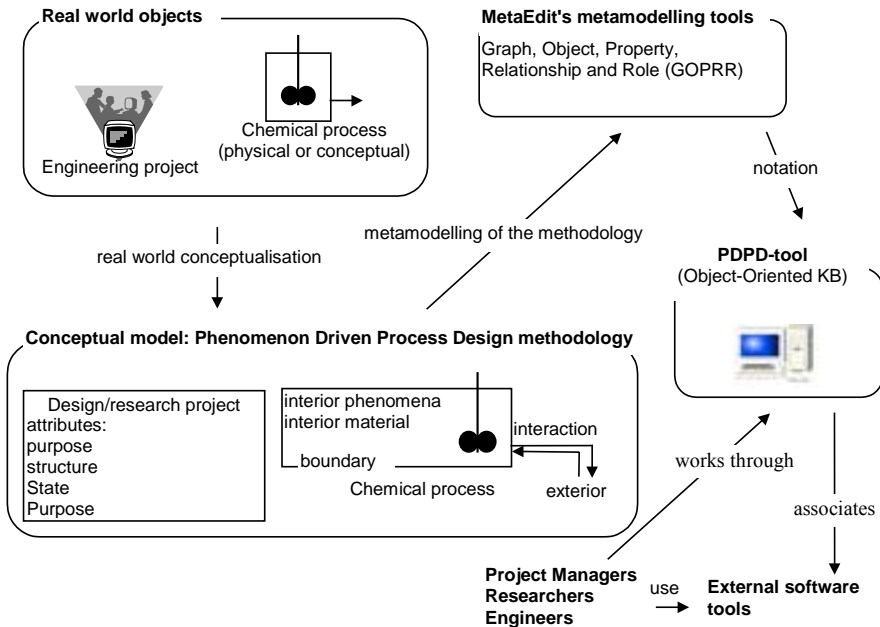 Real world objects
Engineering project
Chemical process
(physical or conceptual)
MetaEdit's metamodelling tools
Graph, Object, Property,
Relationship and Role (GOPRR)
notation
metamodelling of the methodology
real world conceptualisation
PDPD-tool
(Object-Oriented KB)
Conceptual model: Phenomenon Driven Process Design methodology
Design/research project
attributes:
purpose
structure
State
Purpose
interior phenomena
interior material
boundary
Chemical process
interaction
exterior
works through
associates
Project Managers
Researchers
Engineers
use
External software
tools